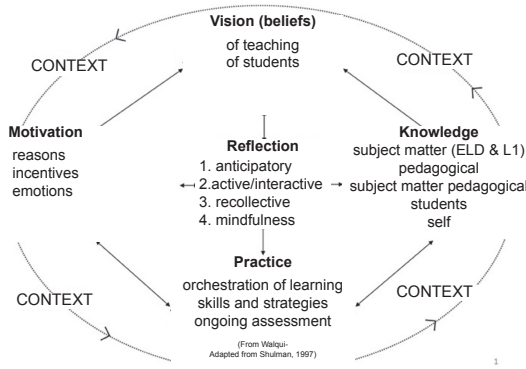 Vision (beliefs)
of teaching
of students
CONTEXT
CONTEXT
Motivation
reasons
incentives
emotions
Reflection
1. anticipatory
2.active/interactive
3. recollective
4. mindfulness
Knowledge
subject matter (ELD & L1)
pedagogical
subject matter pedagogical
students
self
Practice
orchestration of learning
skills and strategies
ongoing assessment
CONTEXT
CONTEXT
(From Walqui-
Adapted from Shulman, 1997)
1